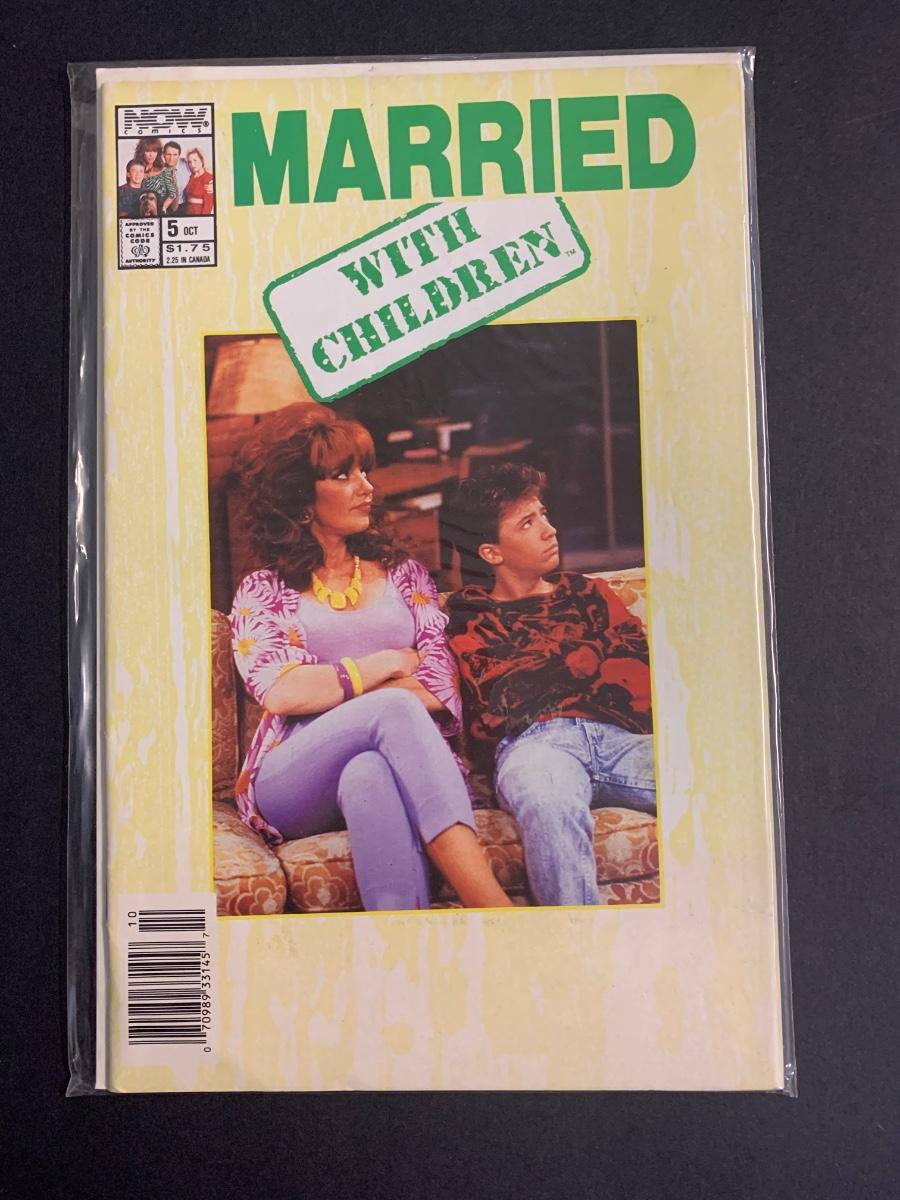 NOW®
COMICS
APPROVED
BY THE
COMICS
CODE
AUTHORITY
5 OCT
$1.75
2.25 IN CANADA
MARRIED
WITH
CHILDREN™
10
0 70989 33145 7